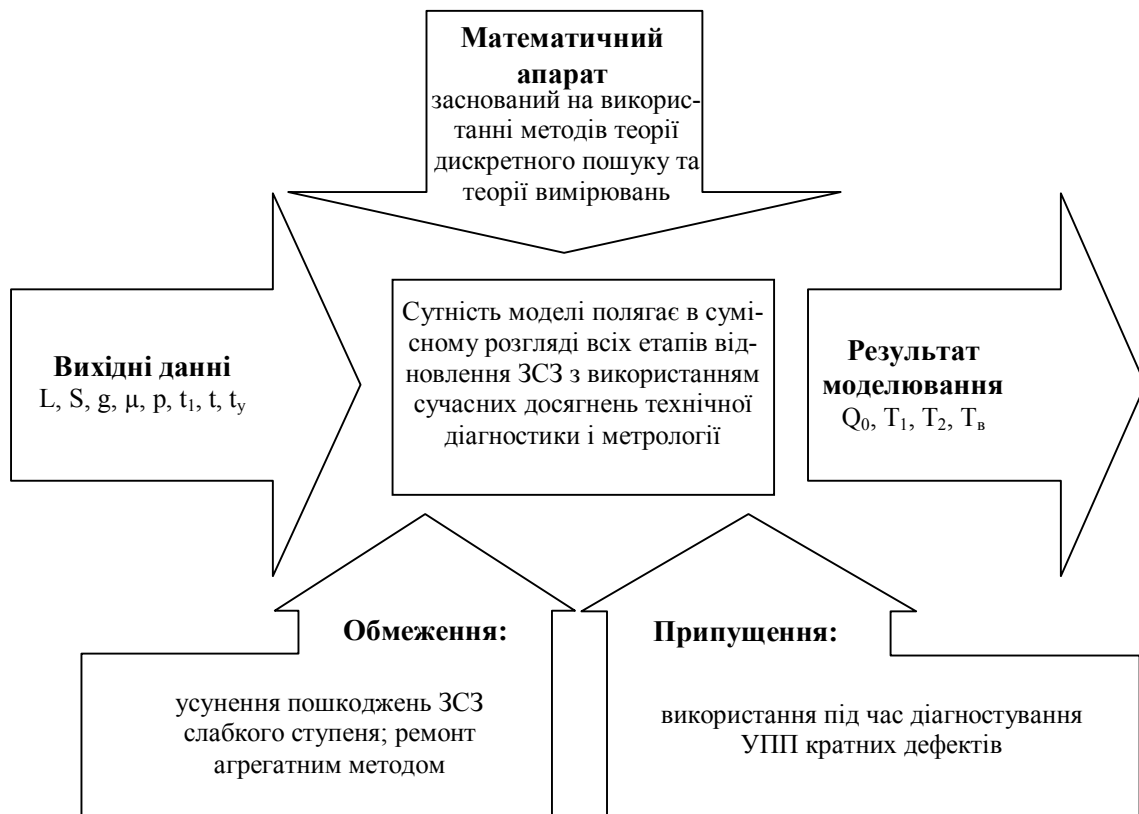 Математичний
апарат
заснований на викорис-
танні методів теорії
дискретного пошуку та
теорії вимірювань
Вихідні данні
L, S, g, μ, p, t₁, t, tᵧ
Сутність моделі полягає в сумі-
сному розгляді всіх етапів від-
новлення ЗСЗ з використанням
сучасних досягнень технічної
діагностики і метрології
Результат
моделювання
Q₀, T₁, T₂, Tв
Обмеження:
усунення пошкоджень ЗСЗ
слабкого ступеня; ремонт
агрегатним методом
Припущення:
використання під час діагностування
УПП кратних дефектів